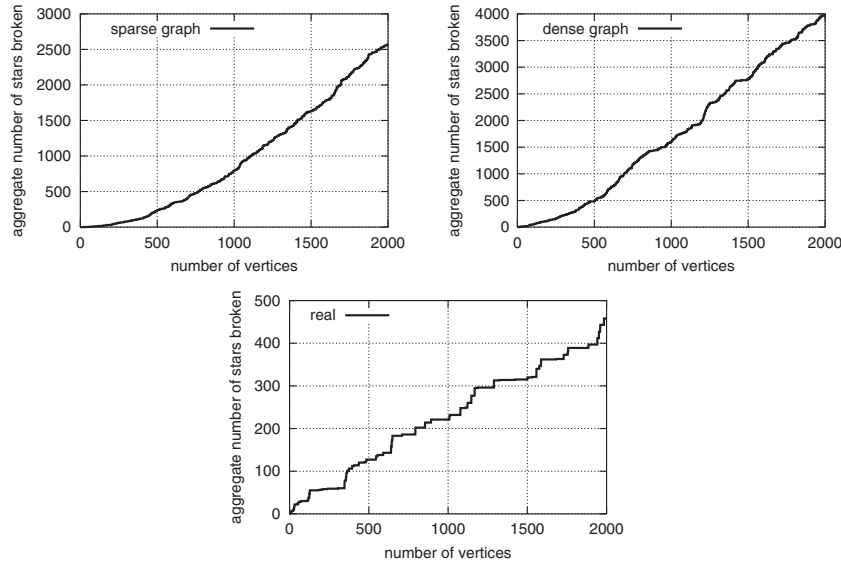 sparse graph
3000
2500
2000
1500
1000
500
0
0 500 1000 1500 2000
number of vertices
aggregate number of stars broken
dense graph
4000
3500
3000
2500
2000
1500
1000
500
0
0 500 1000 1500 2000
number of vertices
aggregate number of stars broken
real
500
400
300
200
100
0
0 500 1000 1500 2000
number of vertices
aggregate number of stars broken